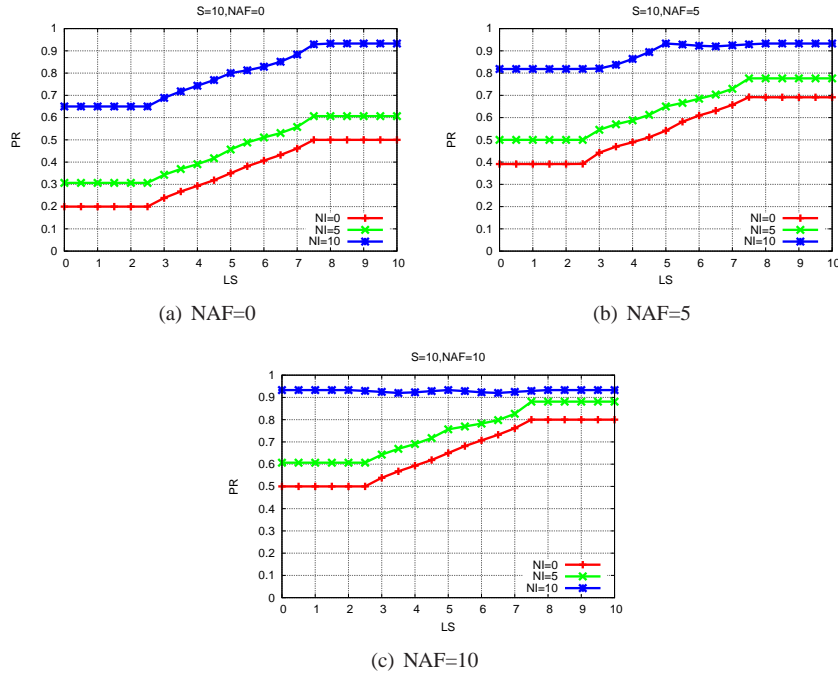 S=10,NAF=0
1
0.9
0.8
0.7
0.6
0.5
0.4
0.3
0.2
0.1
0
PR
NI=0
NI=5
NI=10
0 1 2 3 4 5 6 7 8 9 10
LS
(a) NAF=0
S=10,NAF=5
1
0.9
0.8
0.7
0.6
0.5
0.4
0.3
0.2
0.1
0
PR
NI=0
NI=5
NI=10
0 1 2 3 4 5 6 7 8 9 10
LS
(b) NAF=5
S=10,NAF=10
1
0.9
0.8
0.7
0.6
0.5
0.4
0.3
0.2
0.1
0
PR
NI=0
NI=5
NI=10
0 1 2 3 4 5 6 7 8 9 10
LS
(c) NAF=10